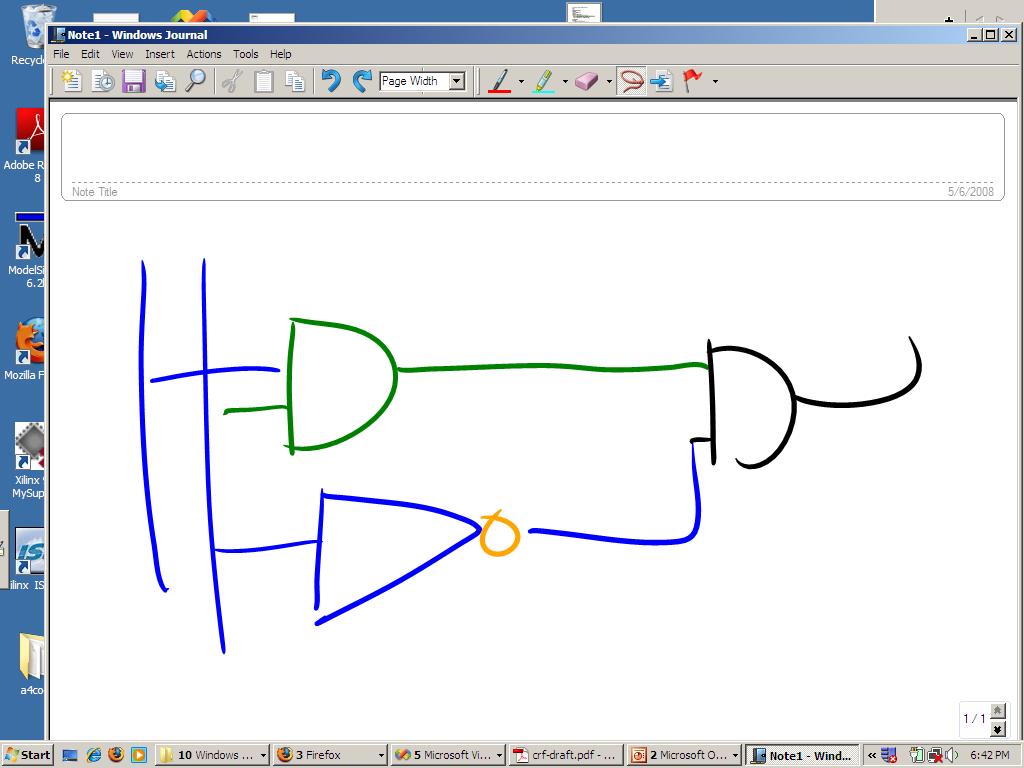 Note1 - Windows Journal
File Edit View Insert Actions Tools Help
Page Width
Note Title
5/6/2008
Adobe R
8
ModelSi
6.2
Mozilla F
Xilinx
MySup
ISE
ilinx IS
a4co
1 / 1
Start
10 Windows ...
3 Firefox
5 Microsoft Vi...
crf-draft.pdf - ...
2 Microsoft O...
Note1 - Wind...
6:42 PM